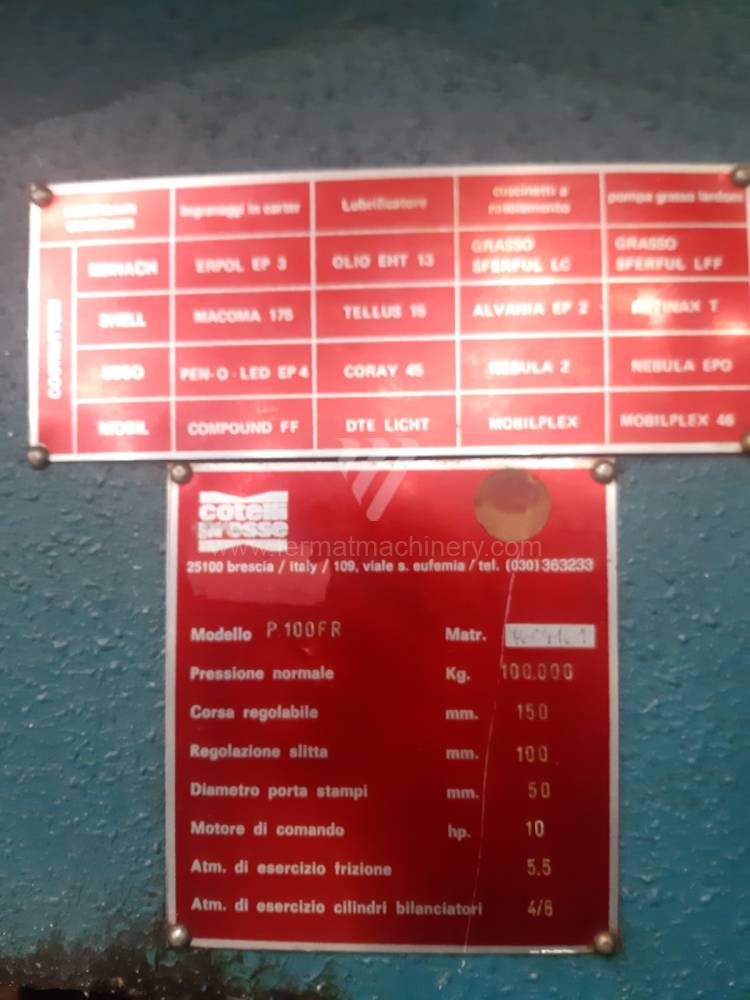 Ingranaggi in carter Lubrificatore cuscinetti a rotolamento pompa grasso
REINACH ERPOL EP 3 OLIO EHT 13 GRASSO SFERFUL LC GRASSO SFERFUL LFF
SHELL MACOMA 175 TELLUS 15 ALVANIA EP 2 RETINAX T
ESSO PEN-O-LED EP 4 CORAY 45 NEBULA 2 NEBULA EPO
MOBIL COMPOUND FF DTE LICHT MOBILPLEX MOBILPLEX 48
cotelli
presse
www.fermatmachinery.com
25100 brescia / italy / 109, viale s. eufemia / tel. (030) 363233
Modello P100FR Matr.
Pressione normale Kg. 100.000
Corsa regolabile mm. 150
Regolazione slitta mm. 100
Diametro porta stampi mm. 50
Motore di comando hp. 10
Atm. di esercizio frizione 5,5
Atm. di esercizio cilindri bilanciatori 4/8